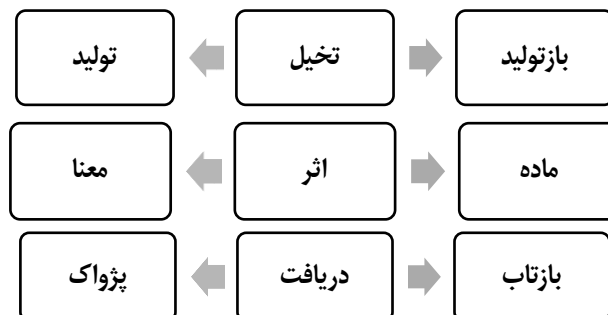 بازتولید تخیل تولید
ماده اثر معنا
بازتاب دریافت پژواک